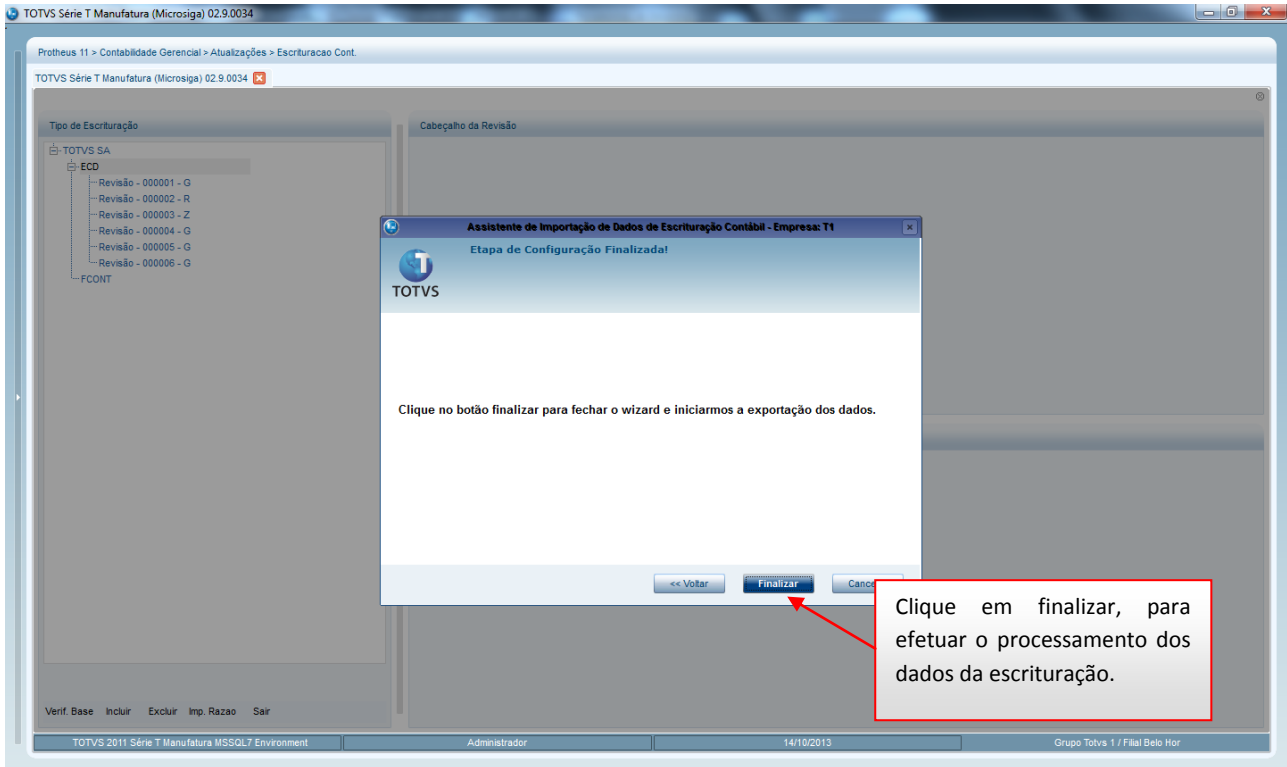 TOTVS Série T Manufatura (Microsiga) 02.9.0034
Protheus 11 > Contabilidade Gerencial > Atualizações > Escrituracao Cont.
TOTVS Série T Manufatura (Microsiga) 02.9.0034
Tipo de Escrituração
Cabeçalho da Revisão
TOTVS SA
ECD
Revisão - 000001 - G
Revisão - 000002 - R
Revisão - 000003 - Z
Revisão - 000004 - G
Revisão - 000005 - G
Revisão - 000006 - G
FCONT
Assistente de Importação de Dados de Escrituração Contábil - Empresa: T1
Etapa de Configuração Finalizada!
TOTVS
Clique no botão finalizar para fechar o wizard e iniciarmos a exportação dos dados.
<< Voltar
Finalizar
Cance
Clique em finalizar, para
efetuar o processamento dos
dados da escrituração.
Verif. Base Incluir Excluir Imp. Razao Sair
TOTVS 2011 Série T Manufatura MSSQL7 Environment
Administrador
14/10/2013
Grupo Totvs 1 / Filial Belo Hor